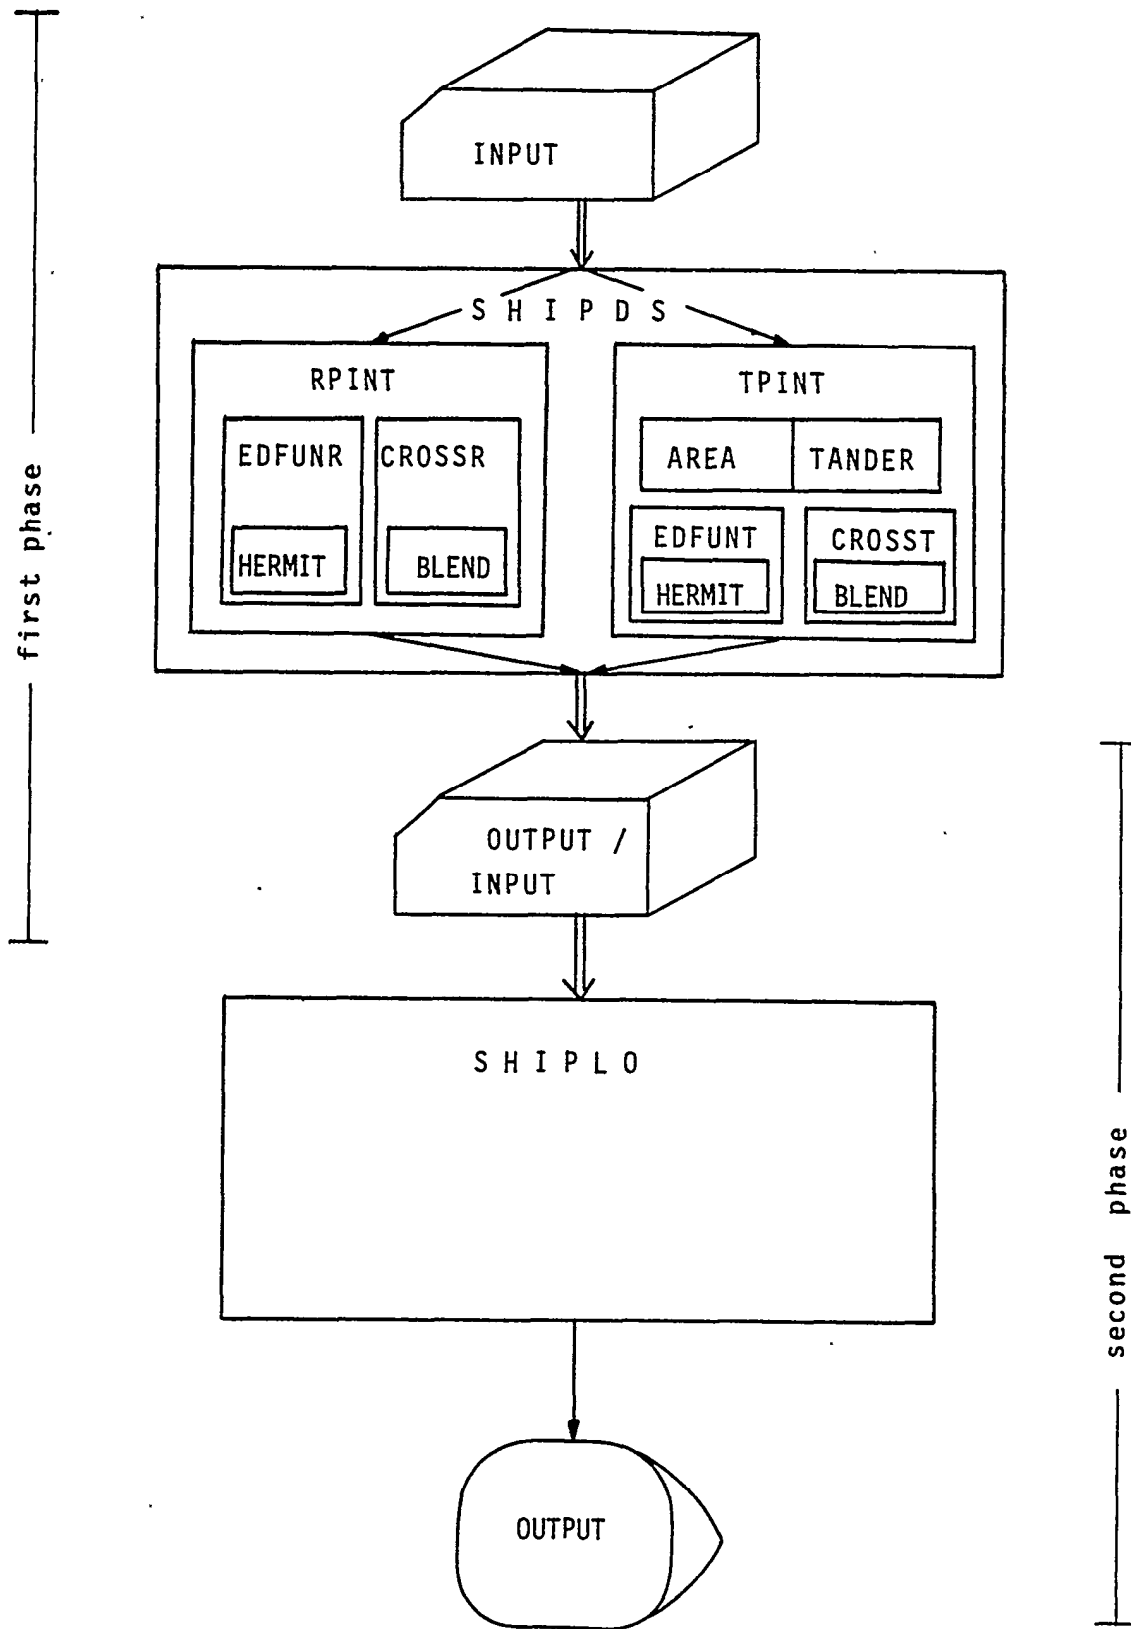 INPUT
S H I P D S
RPINT
EDFUNR
CROSSR
HERMIT
BLEND
TPINT
AREA
TANDER
EDFUNT
CROSST
HERMIT
BLEND
first phase
OUTPUT /
INPUT
S H I P L O
second phase
OUTPUT